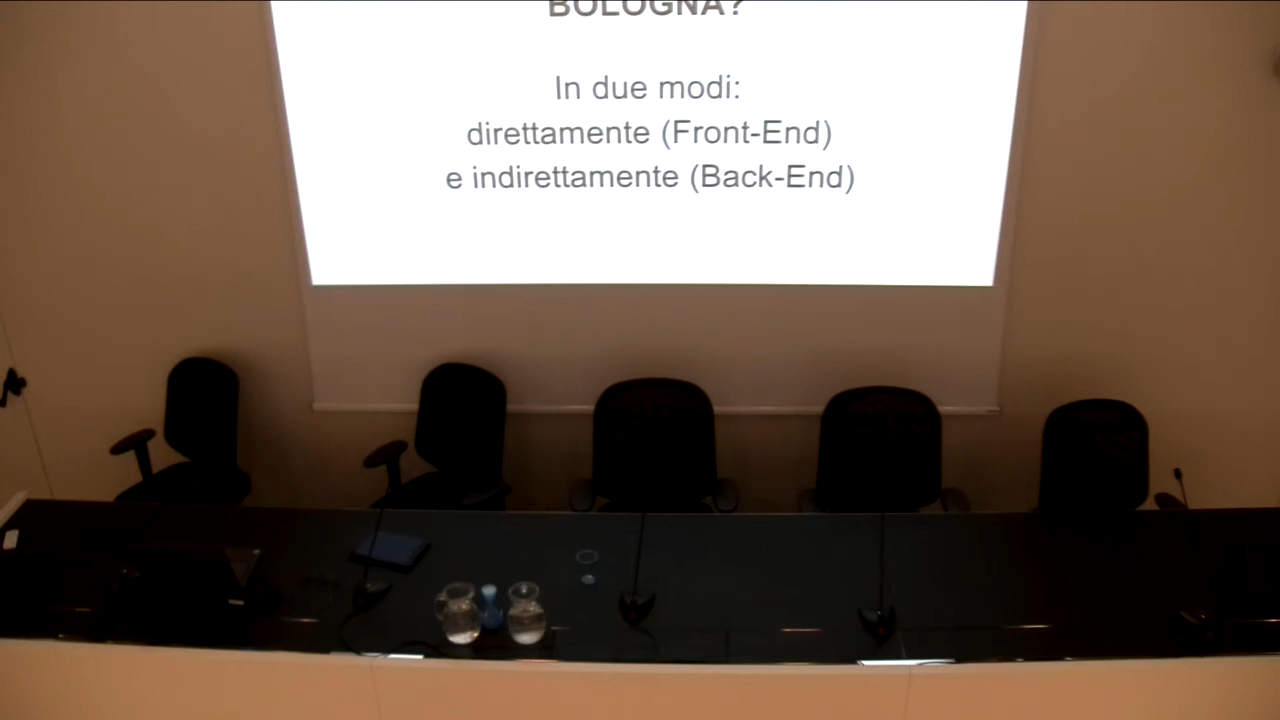 BOLOGNA?
In due modi:
direttamente (Front-End)
e indirettamente (Back-End)